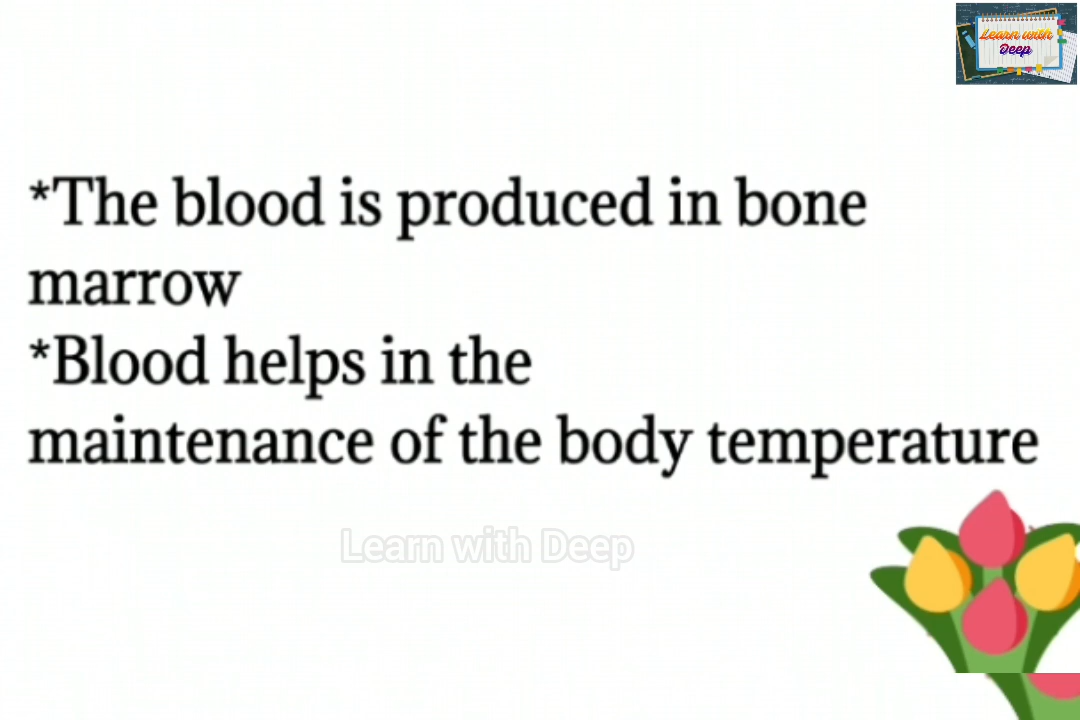 Learn with
Deep
*The blood is produced in bone
marrow
*Blood helps in the
maintenance of the body temperature
Learn with Deep